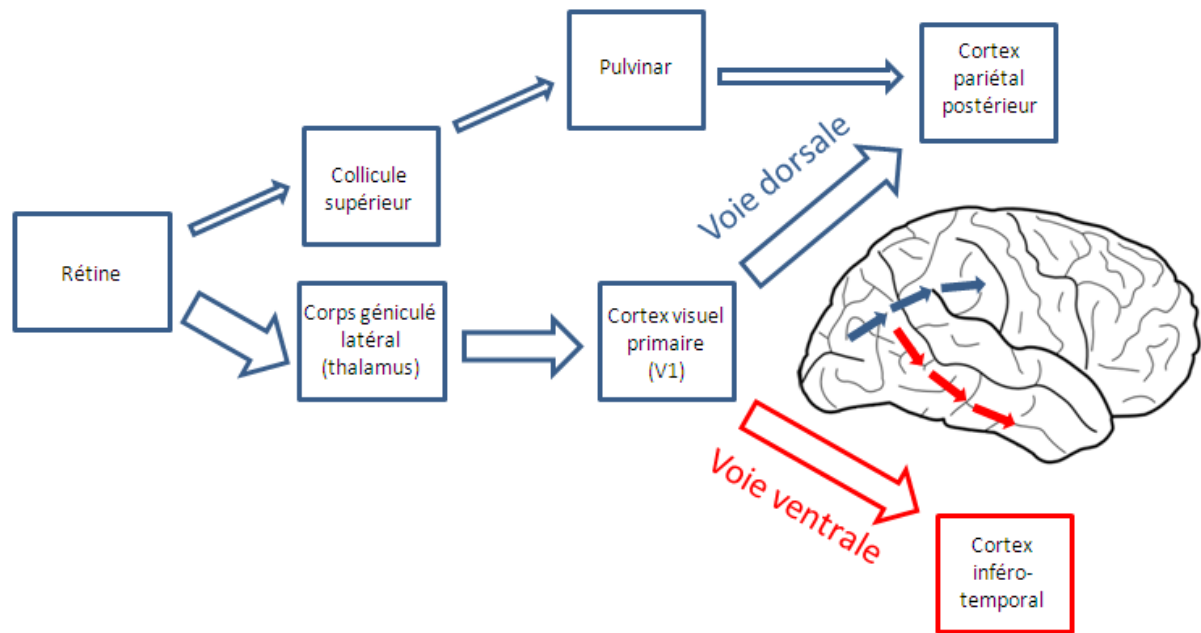 Pulvinar
Cortex
pariétal
postérieur
Collicule
supérieur
Voie dorsale
Rétine
Corps géniculé
latéral
(thalamus)
Cortex visuel
primaire
(V1)
Voie ventrale
Cortex
inféro-
temporal